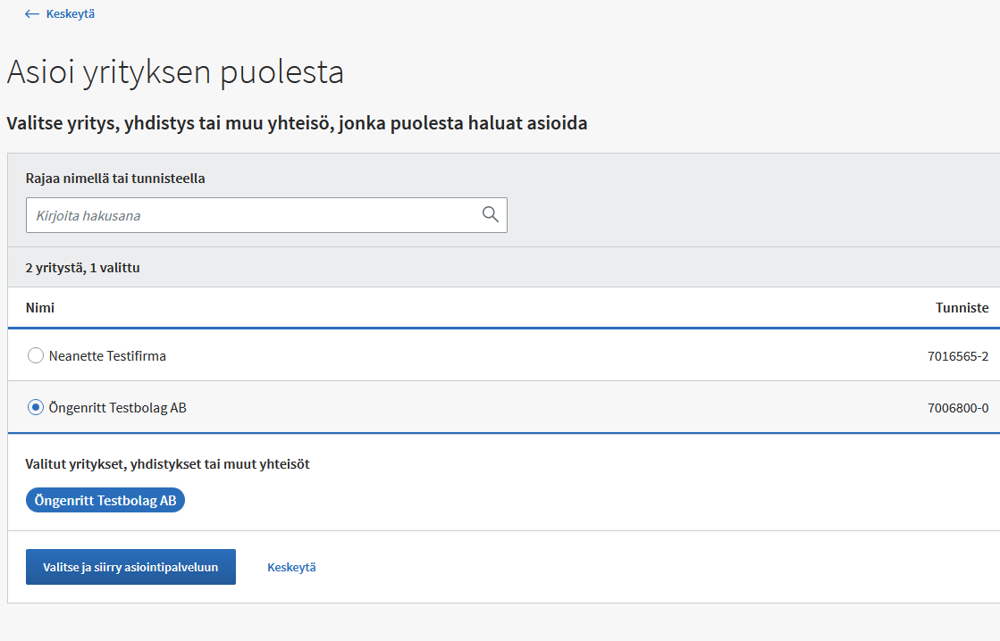 Keskeytä
Asioi yrityksen puolesta
Valitse yritys, yhdistys tai muu yhteisö, jonka puolesta haluat asioida
Rajaa nimellä tai tunnisteella
Kirjoita hakusana
2 yritystä, 1 valittu
Nimi Tunniste
Neanette Testifirma 7016565-2
Öngenritt Testbolag AB 7006800-0
Valitut yritykset, yhdistykset tai muut yhteisöt
Öngenritt Testbolag AB
Valitse ja siirry asiointipalveluun Keskeytä